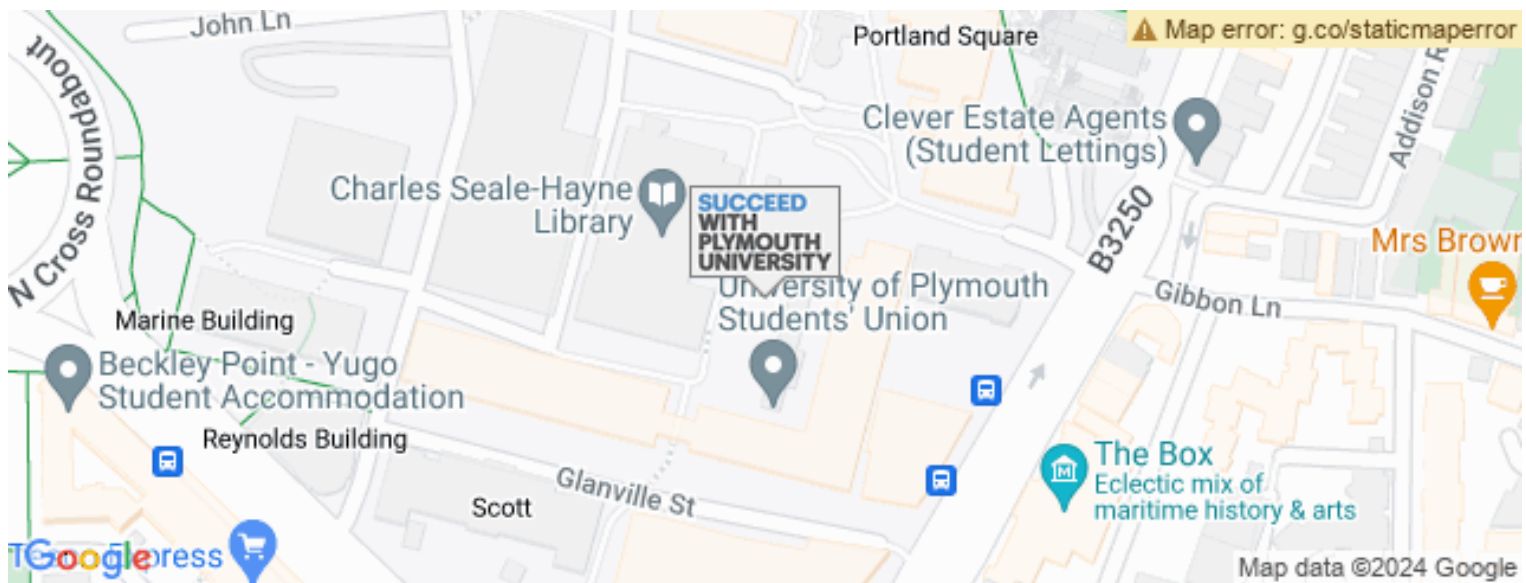 John Ln
Portland Square
Map error: g.co/staticmaperror
N Cross Roundabout
Addison R
Clever Estate Agents
(Student Lettings)
Charles Seale-Hayne
Library
SUCCEED
WITH
PLYMOUTH
UNIVERSITY
B3250
Mrs Brown
University of Plymouth
Students' Union
Gibbon Ln
Marine Building
Beckley Point - Yugo
Student Accommodation
Reynolds Building
The Box
Eclectic mix of
maritime history & arts
Glanville St
Scott
Google
press
Map data ©2024 Google